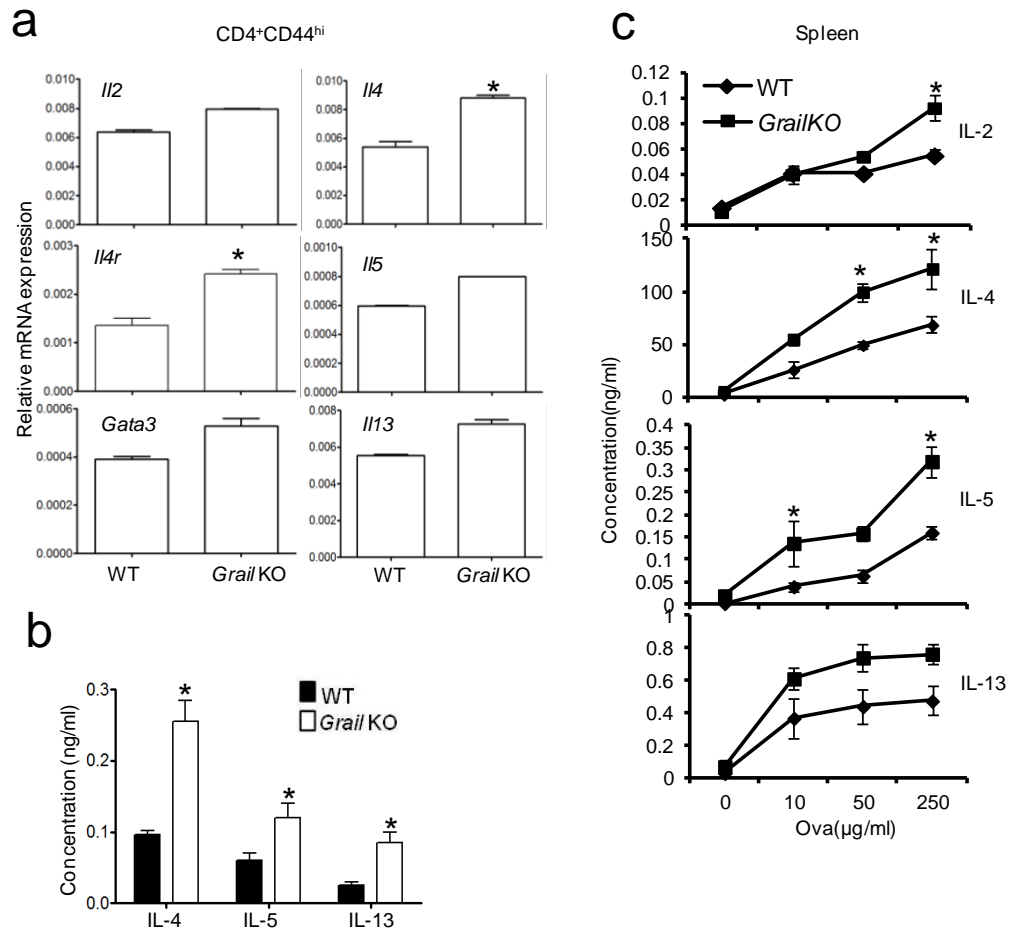 a
CD4+CD44hi
Relative mRNA expression
Il2
0.010
0.008
0.006
0.004
0.002
0.000
Il4
*
0.010
0.008
0.006
0.004
0.002
0.000
Il4r
*
0.003
0.002
0.001
0.000
Il5
0.0010
0.0008
0.0006
0.0004
0.0002
0.0000
Gata3
0.0006
0.0004
0.0002
0.0000
Il13
0.008
0.006
0.004
0.002
0.000
WT
Grail KO
WT
Grail KO
b
Concentration (ng/ml)
0.3
0.2
0.1
0.0
WT
Grail KO
*
*
*
IL-4
IL-5
IL-13
c
Spleen
Concentration(ng/ml)
WT
GrailKO
0.12
0.1
0.08
0.06
0.04
0.02
0
*
IL-2
150
100
50
0
*
*
IL-4
0.4
0.35
0.3
0.25
0.2
0.15
0.1
0.05
0
*
*
IL-5
1
0.8
0.6
0.4
0.2
0
IL-13
0
10
50
250
Ova(µg/ml)